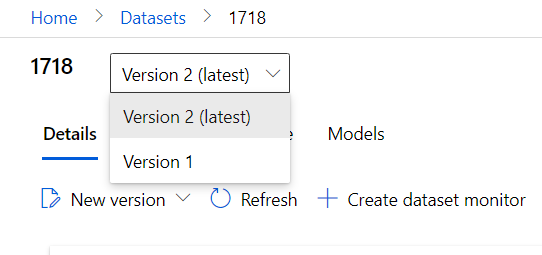 Home > Datasets > 1718
1718 Version 2 (latest)
Version 2 (latest)
Version 1
Details Models
New version Refresh + Create dataset monitor